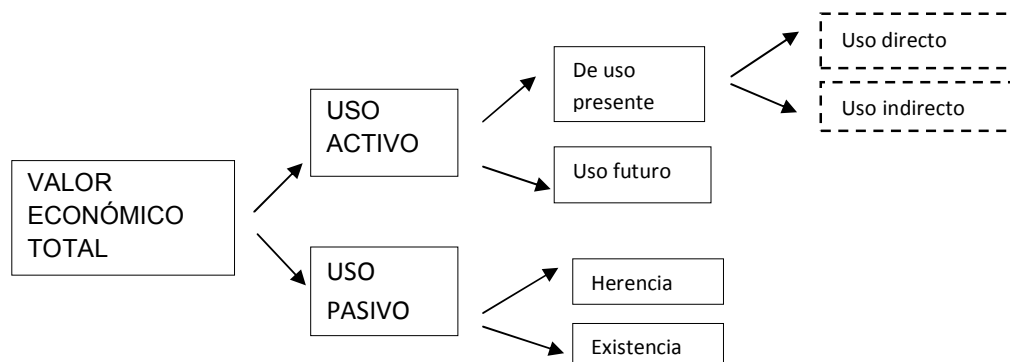 VALOR
ECONÓMICO
TOTAL
USO
ACTIVO
De uso
presente
Uso directo
Uso indirecto
Uso futuro
USO
PASIVO
Herencia
Existencia